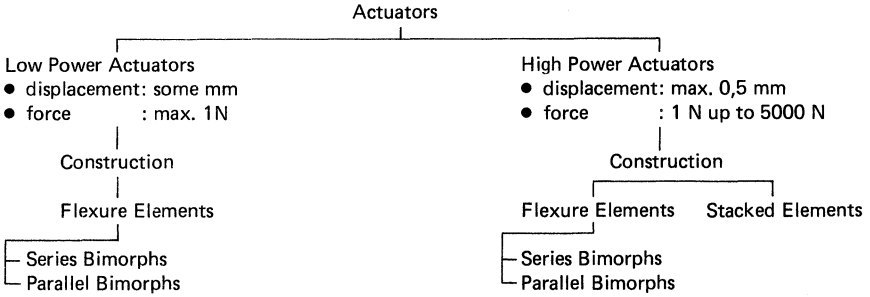 Actuators
Low Power Actuators
● displacement: some mm
● force : max. 1N
Construction
Flexure Elements
Series Bimorphs
Parallel Bimorphs
High Power Actuators
● displacement: max. 0,5 mm
● force : 1 N up to 5000 N
Construction
Flexure Elements
Stacked Elements
Series Bimorphs
Parallel Bimorphs